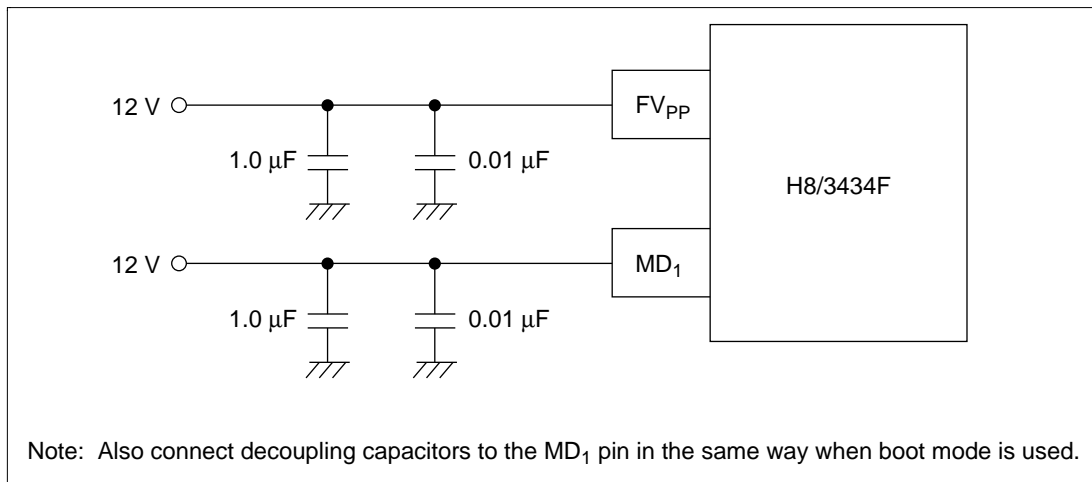 12 V
FVPP
1.0 μF
0.01 μF
H8/3434F
12 V
MD1
1.0 μF
0.01 μF
Note: Also connect decoupling capacitors to the MD1 pin in the same way when boot mode is used.